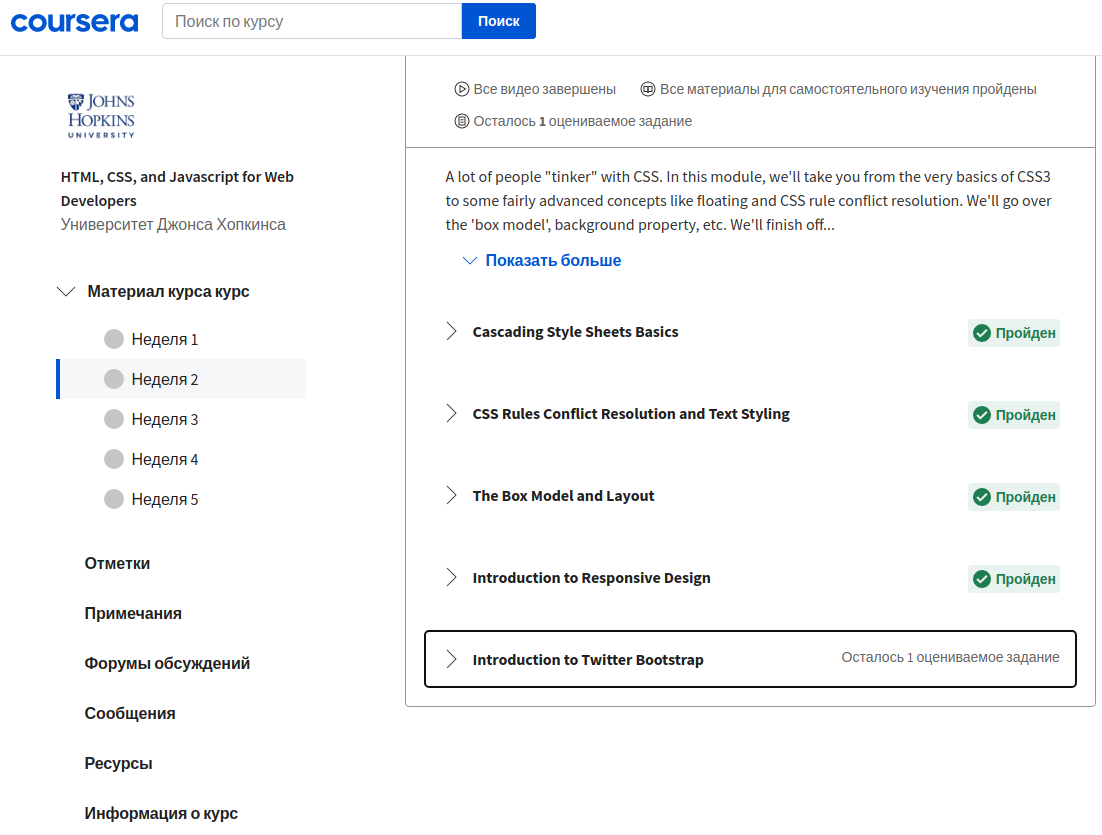 coursera
Поиск по курсу
Поиск
JOHNS
HOPKINS
UNIVERSITY
HTML, CSS, and Javascript for Web
Developers
Университет Джонса Хопкинса
Материал курса курс
Неделя 1
Неделя 2
Неделя 3
Неделя 4
Неделя 5
Отметки
Примечания
Форумы обсуждений
Сообщения
Ресурсы
Информация о курс
Все видео завершены
Все материалы для самостоятельного изучения пройдены
Осталось 1 оцениваемое задание
A lot of people "tinker" with CSS. In this module, we'll take you from the very basics of CSS3
to some fairly advanced concepts like floating and CSS rule conflict resolution. We'll go over
the 'box model', background property, etc. We'll finish off...
Показать больше
Cascading Style Sheets Basics
Пройден
CSS Rules Conflict Resolution and Text Styling
Пройден
The Box Model and Layout
Пройден
Introduction to Responsive Design
Пройден
Introduction to Twitter Bootstrap
Осталось 1 оцениваемое задание